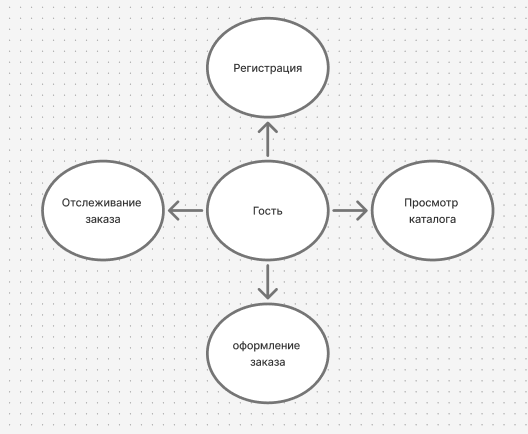 Регистрация
Отслеживание
заказа
Гость
Просмотр
каталога
оформление
заказа